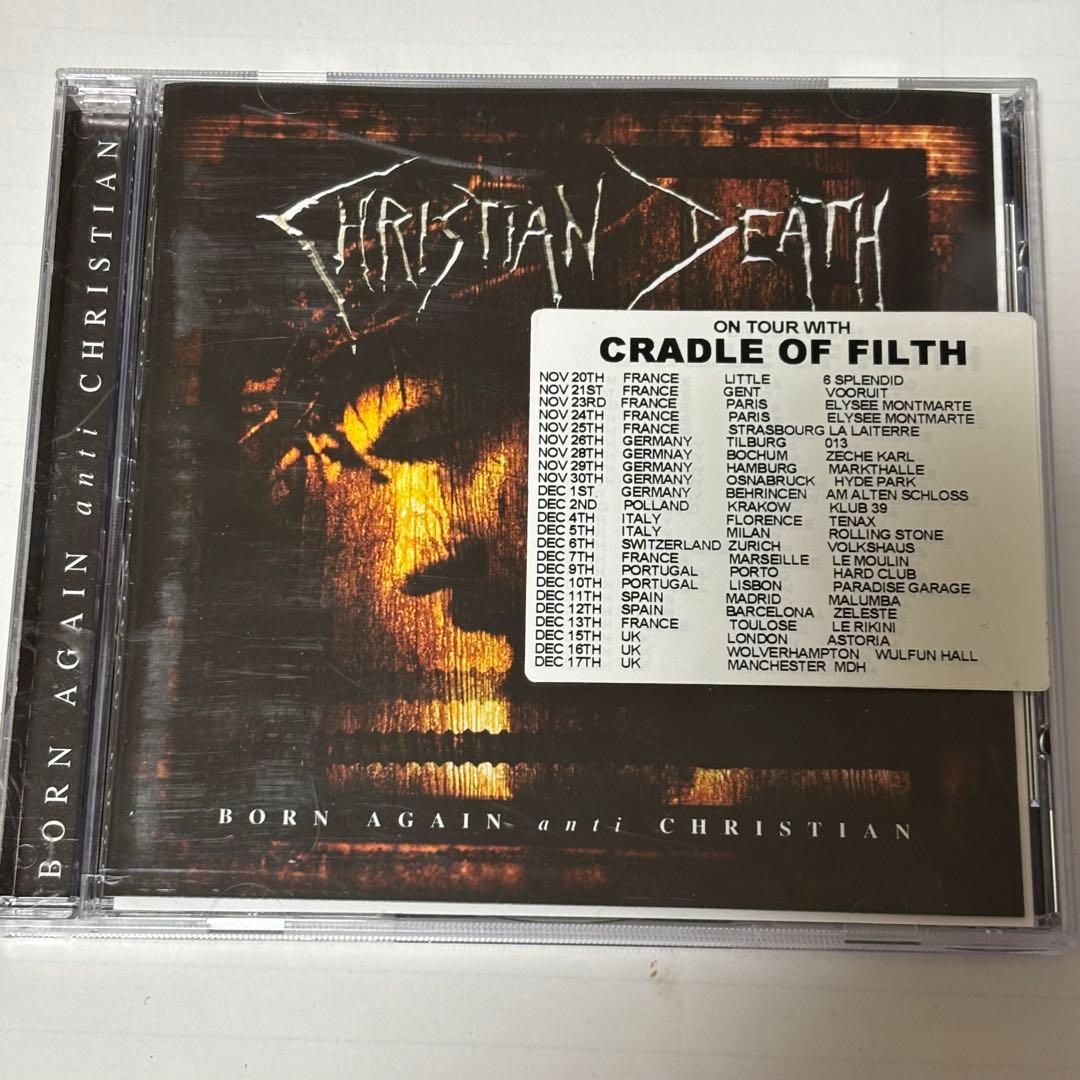 BORN AGAIN anti CHRISTIAN
CHRISTIAN DEATH
ON TOUR WITH
CRADLE OF FILTH
NOV 20TH FRANCE LITTLE 6 SPLENDID
NOV 21ST FRANCE GENT VOORUIT
NOV 23RD FRANCE PARIS ELYSEE MONTMARTE
NOV 24TH FRANCE PARIS ELYSEE MONTMARTE
NOV 25TH FRANCE STRASBOURG LA LAITERRE
NOV 26TH GERMANY TILBURG 013
NOV 28TH GERMNAY BOCHUM ZECHE KARL
NOV 29TH GERMANY HAMBURG MARKTHALLE
NOV 30TH GERMANY OSNABRUCK HYDE PARK
DEC 1ST GERMANY BEHRINCEN AM ALTEN SCHLOSS
DEC 2ND POLLAND KRAKOW KLUB 39
DEC 4TH ITALY FLORENCE TENAX
DEC 5TH ITALY MILAN ROLLING STONE
DEC 6TH SWITZERLAND ZURICH VOLKSHAUS
DEC 7TH FRANCE MARSEILLE LE MOULIN
DEC 9TH PORTUGAL PORTO HARD CLUB
DEC 10TH PORTUGAL LISBON PARADISE GARAGE
DEC 11TH SPAIN MADRID MALUMBA
DEC 12TH SPAIN BARCELONA ZELESTE
DEC 13TH FRANCE TOULOSE LE RIKINI
DEC 15TH UK LONDON ASTORIA
DEC 16TH UK WOLVERHAMPTON WULFUN HALL
DEC 17TH UK MANCHESTER MDH
BORN AGAIN anti CHRISTIAN